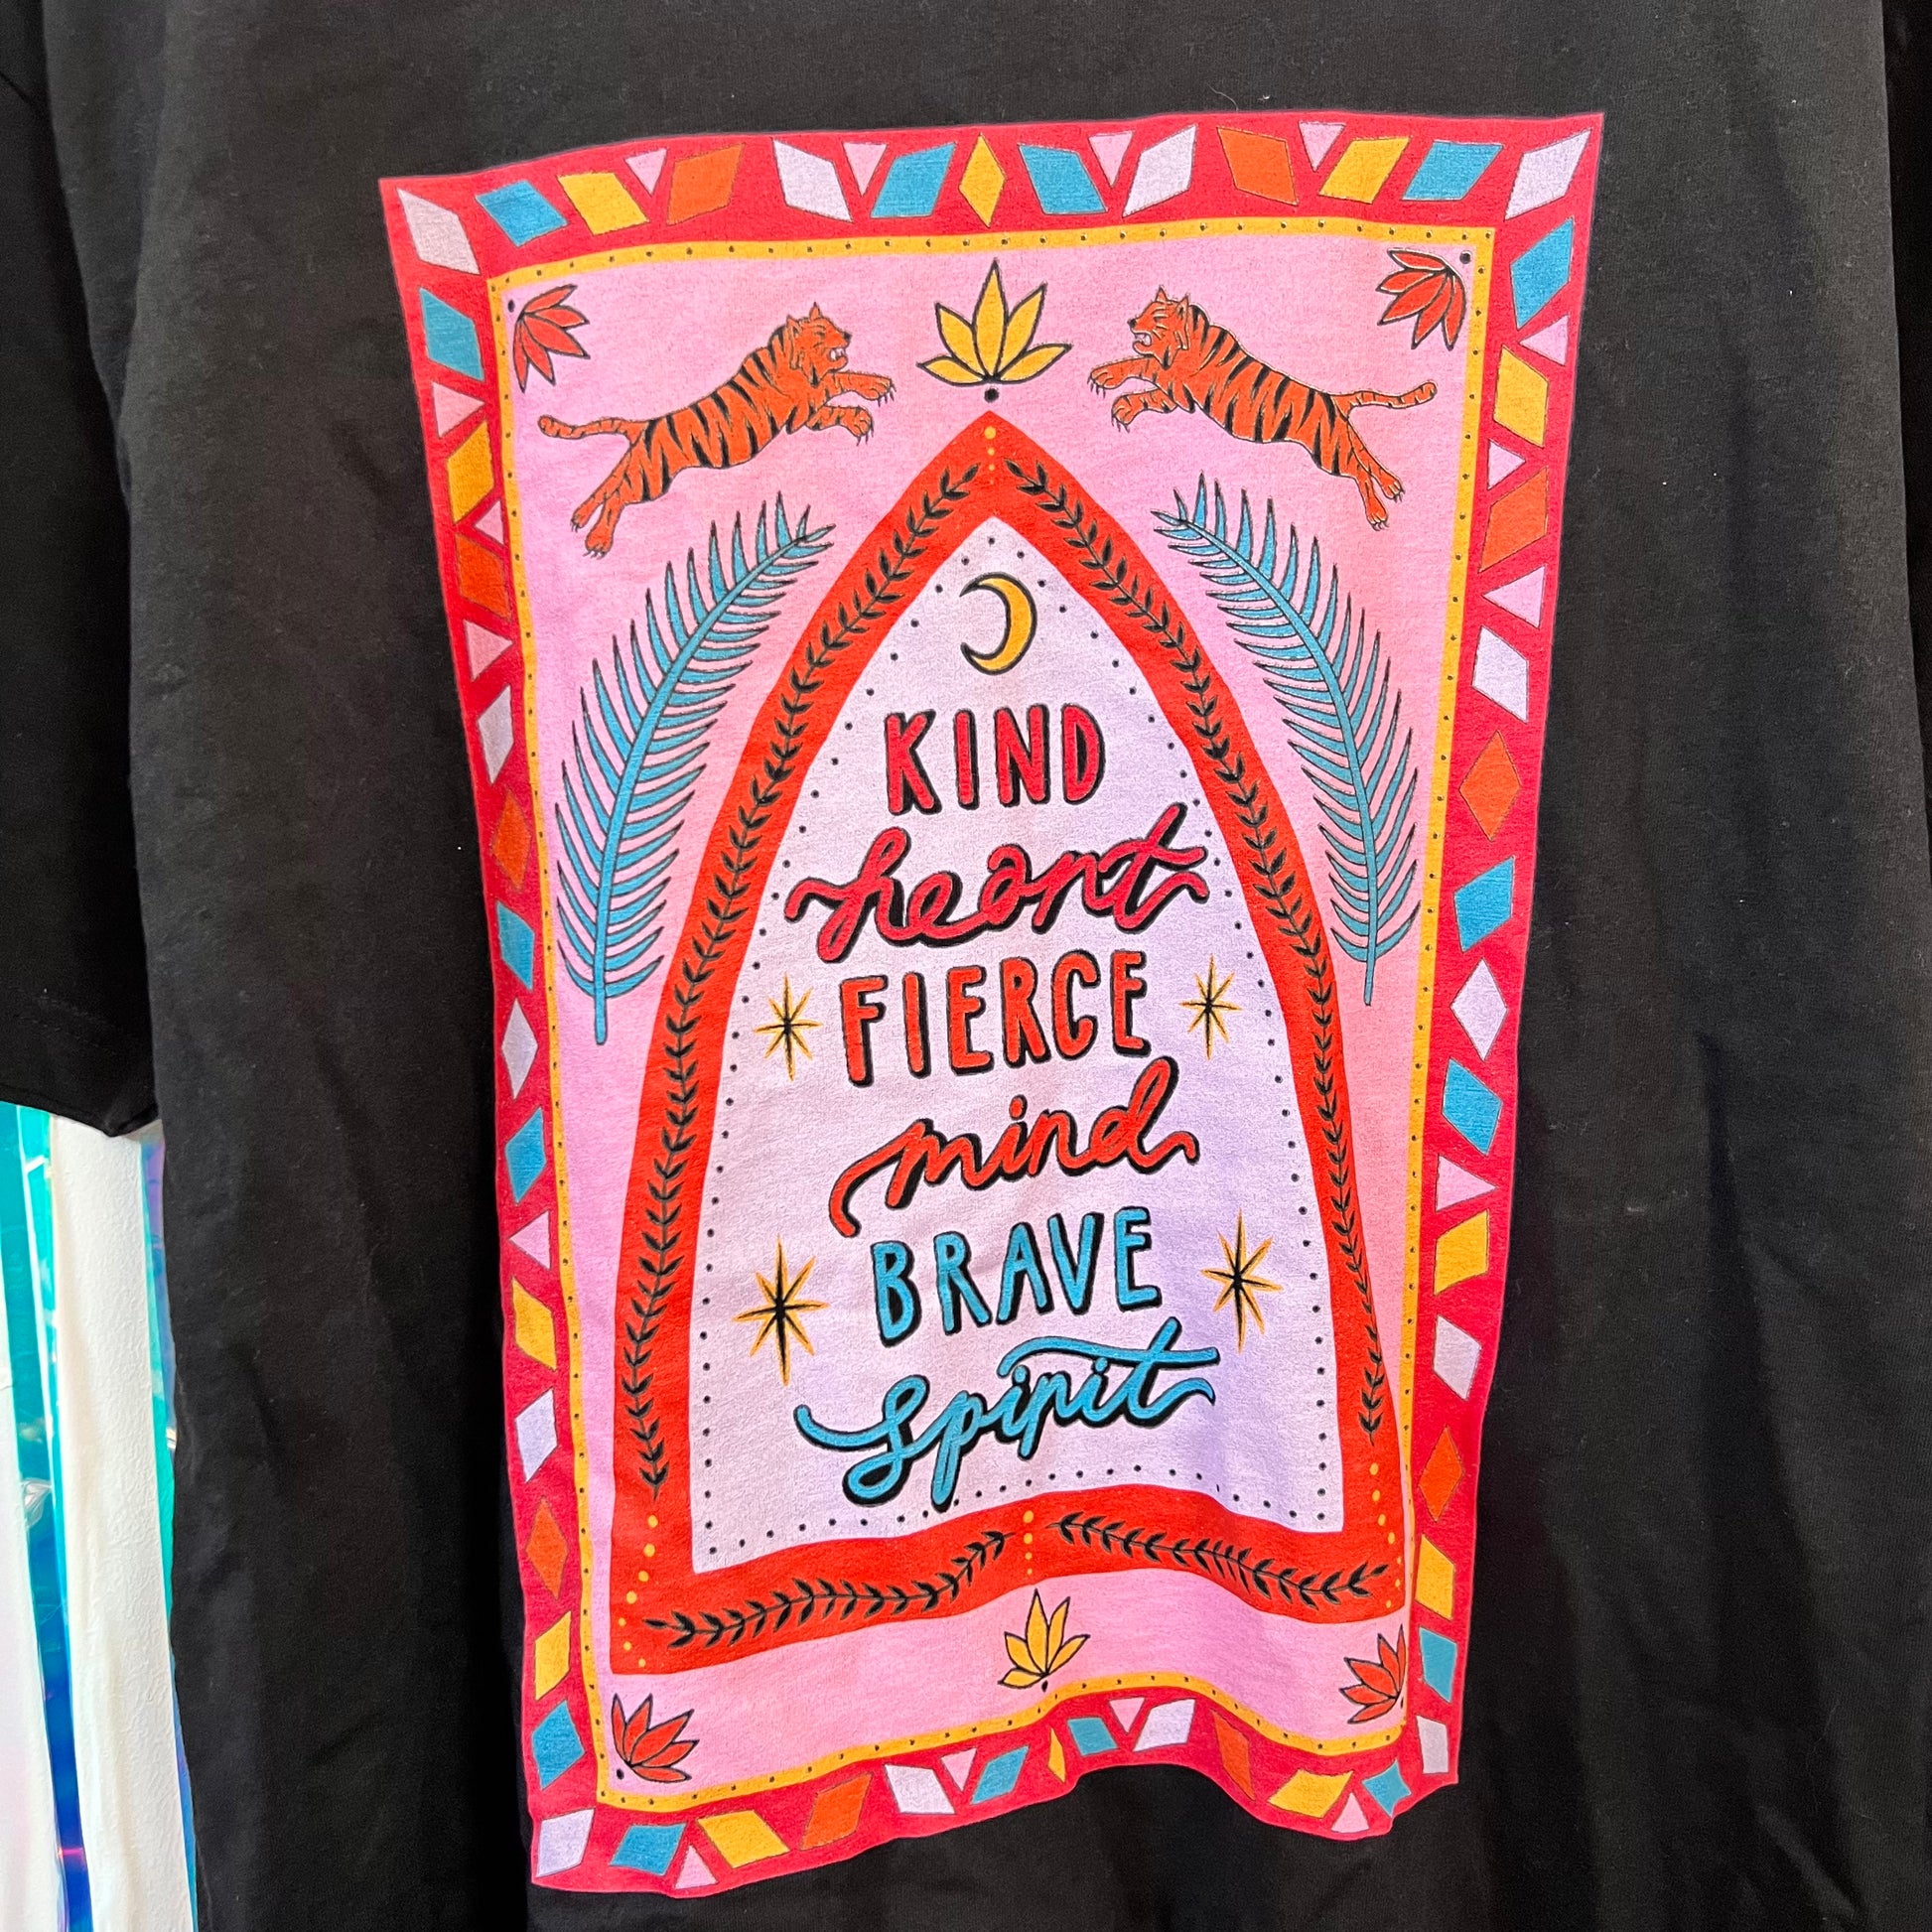 KIND
heart
FIERCE
mind
BRAVE
spirit